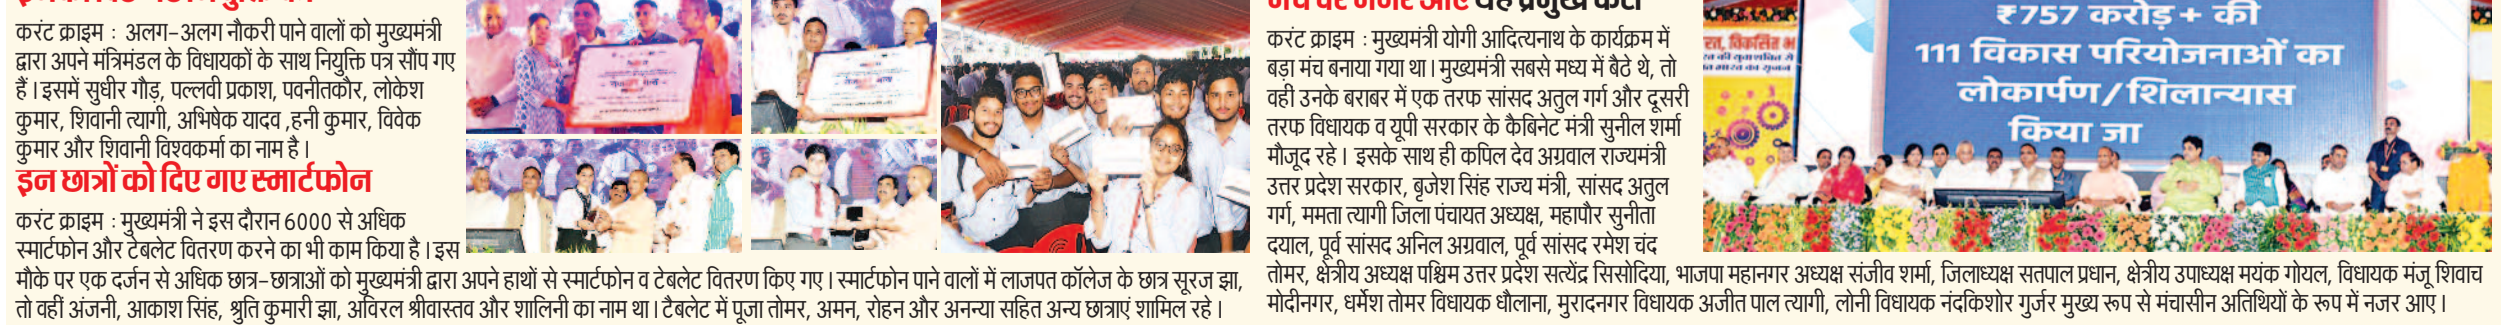 करंट क्राइम : अलग-अलग नौकरी पाने वालों को मुख्यमंत्री
द्वारा अपने मंत्रिमंडल के विधायकों के साथ नियुक्ति पत्र सौंप गए
हैं। इसमें सुधीर गौड़, पल्लवी प्रकाश, पवनीतकौर, लोकेश
कुमार, शिवानी त्यागी, अभिषेक यादव ,हनी कुमार, विवेक
कुमार और शिवानी विश्वकर्मा का नाम है।
इन छात्रों को दिए गए स्मार्टफोन
करंट क्राइम : मुख्यमंत्री ने इस दौरान 6000 से अधिक
स्मार्टफोन और टेबलेट वितरण करने का भी काम किया है। इस
मौके पर एक दर्जन से अधिक छात्र-छात्राओं को मुख्यमंत्री द्वारा अपने हाथों से स्मार्टफोन व टेबलेट वितरण किए गए। स्मार्टफोन पाने वालों में लाजपत कॉलेज के छात्र सूरज झा,
तो वहीं अंजनी, आकाश सिंह, श्रुति कुमारी झा, अविरल श्रीवास्तव और शालिनी का नाम था। टैबलेट में पूजा तोमर, अमन, रोहन और अनन्या सहित अन्य छात्राएं शामिल रहे।
मंच पर नजर आए यह प्रमुख चेहरे
करंट क्राइम : मुख्यमंत्री योगी आदित्यनाथ के कार्यक्रम में
बड़ा मंच बनाया गया था। मुख्यमंत्री सबसे मध्य में बैठे थे, तो
वही उनके बराबर में एक तरफ सांसद अतुल गर्ग और दूसरी
तरफ विधायक व यूपी सरकार के कैबिनेट मंत्री सुनील शर्मा
मौजूद रहे। इसके साथ ही कपिल देव अग्रवाल राज्यमंत्री
उत्तर प्रदेश सरकार, बृजेश सिंह राज्य मंत्री, सांसद अतुल
गर्ग, ममता त्यागी जिला पंचायत अध्यक्ष, महापौर सुनीता
दयाल, पूर्व सांसद अनिल अग्रवाल, पूर्व सांसद रमेश चंद
तोमर, क्षेत्रीय अध्यक्ष पश्चिम उत्तर प्रदेश सत्येंद्र सिसोदिया, भाजपा महानगर अध्यक्ष संजीव शर्मा, जिलाध्यक्ष सतपाल प्रधान, क्षेत्रीय उपाध्यक्ष मयंक गोयल, विधायक मंजू शिवाच
मोदीनगर, धर्मेश तोमर विधायक धौलाना, मुरादनगर विधायक अजीत पाल त्यागी, लोनी विधायक नंदकिशोर गुर्जर मुख्य रूप से मंचासीन अतिथियों के रूप में नजर आए।
₹757 करोड़+ की
111 विकास परियोजनाओं का
लोकार्पण/शिलान्यास
किया जा